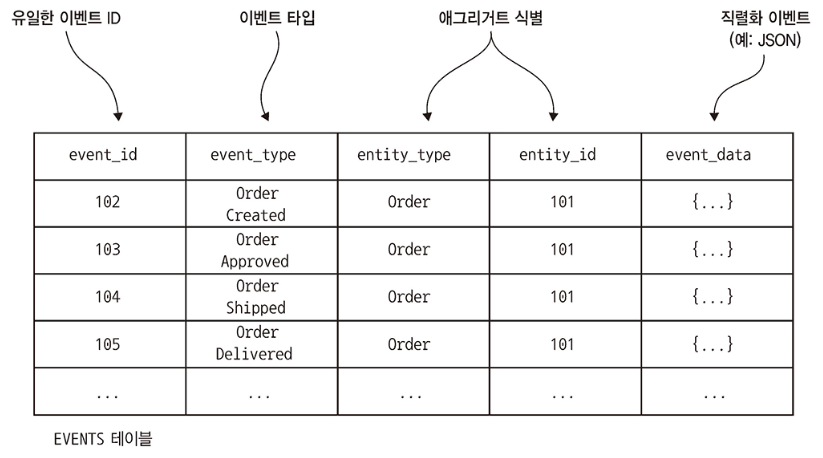 유일한 이벤트 ID
이벤트 타입
애그리거트 식별
직렬화 이벤트
(예: JSON)
event_id
event_type
entity_type
entity_id
event_data
102
Order
Created
Order
101
{...}
103
Order
Approved
Order
101
{...}
104
Order
Shipped
Order
101
{...}
105
Order
Delivered
Order
101
{...}
...
...
...
...
...
EVENTS 테이블